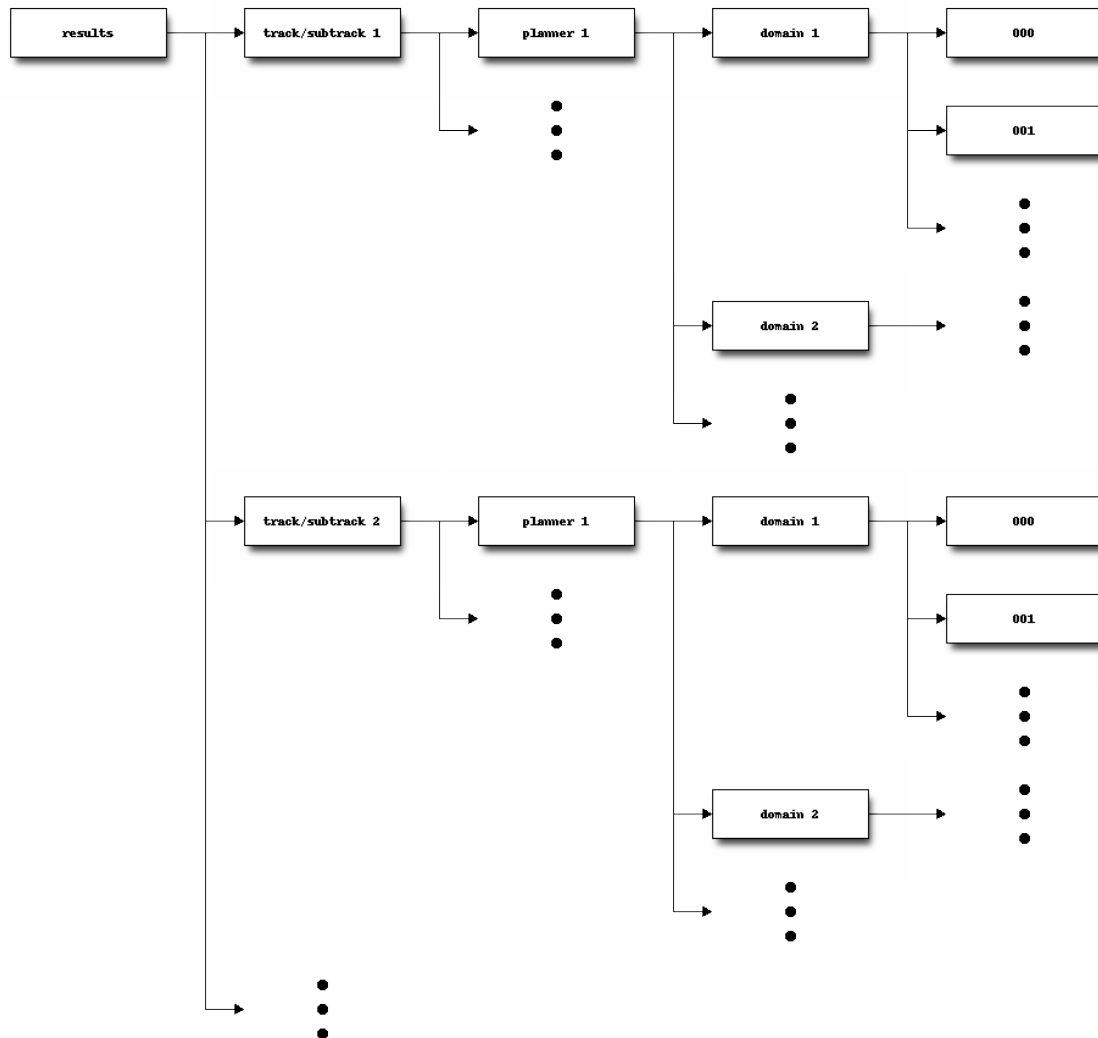 results
track/subtrack 1
planner 1
domain 1
000
001
domain 2
track/subtrack 2
planner 1
domain 1
000
001
domain 2